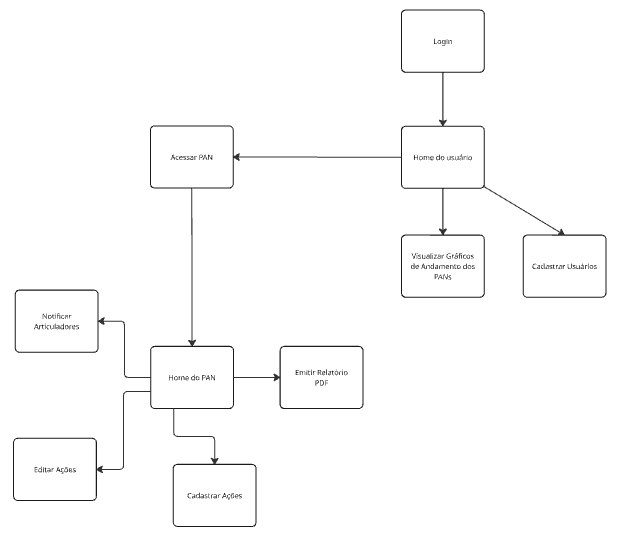 Login
Acessar PAN
Home do usuário
Visualizar Gráficos
de Andamento dos
PANs
Cadastrar Usuários
Notificar
Articuladores
Home do PAN
Emitir Relatório
PDF
Editar Ações
Cadastrar Ações